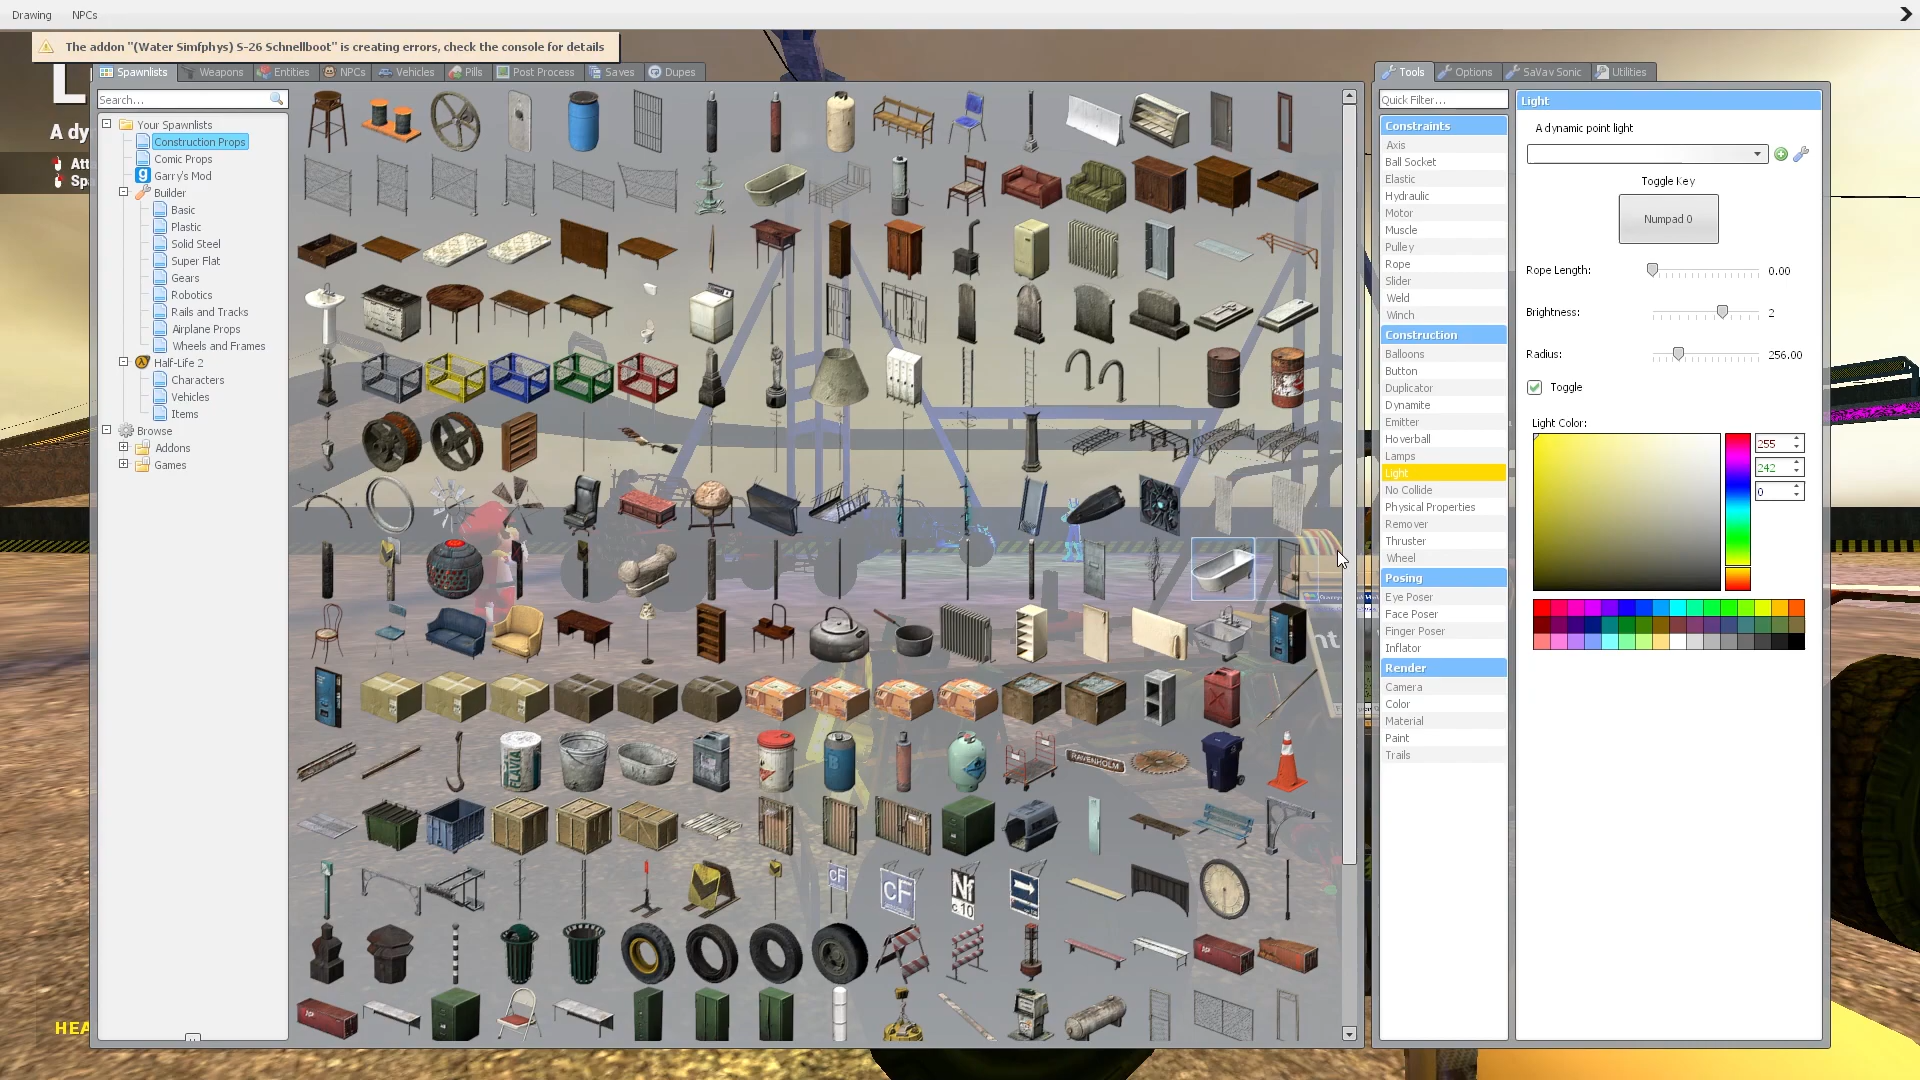 Drawing NPCs
The addon "(Water Simfphys) S-26 Schnellboot" is creating errors, check the console for details
L
A dy
Att
Spa
Spawnlists Weapons Entities NPCs Vehicles Pills Post Process Saves Dupes
Search...
Your Spawnlists
Construction Props
Comic Props
Garry's Mod
Builder
Basic
Plastic
Solid Steel
Super Flat
Gears
Robotics
Rails and Tracks
Airplane Props
Wheels and Frames
Half-Life 2
Characters
Vehicles
Items
Browse
Addons
Games
RAVENHOLM
cF
cF
Nf
c 10
HEA
Tools Options SaVav Sonic Utilities
Quick Filter...
Constraints
Axis
Ball Socket
Elastic
Hydraulic
Motor
Muscle
Pulley
Rope
Slider
Weld
Winch
Construction
Balloons
Button
Duplicator
Dynamite
Emitter
Hoverball
Lamps
Light
No Collide
Physical Properties
Remover
Thruster
Wheel
Posing
Eye Poser
Face Poser
Finger Poser
Inflator
Render
Camera
Color
Material
Paint
Trails
Light
A dynamic point light
Toggle Key
Numpad 0
Rope Length: 0.00
Brightness: 2
Radius: 256.00
Toggle
Light Color:
255
242
0